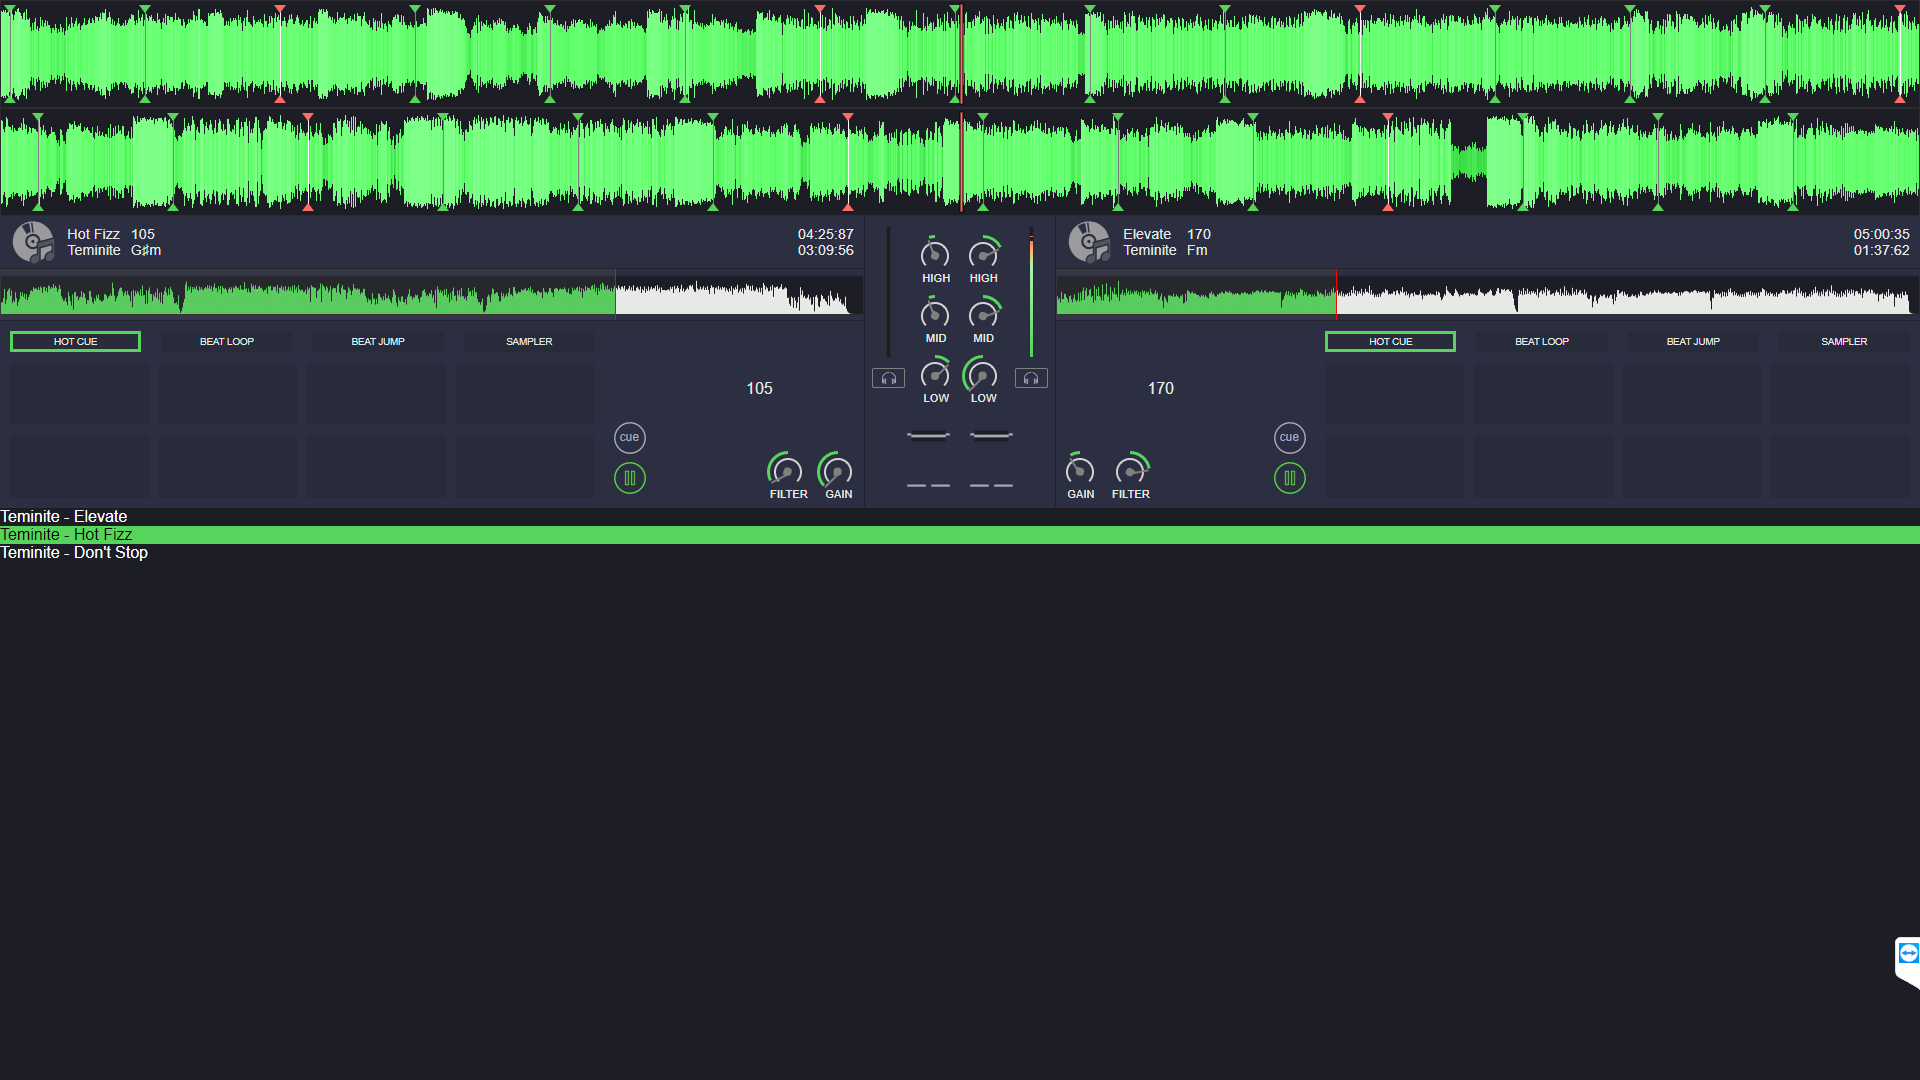 Hot Fizz 105 04:25:87
Teminite G♯m 03:09:56
HIGH HIGH
Elevate 170 05:00:35
Teminite Fm 01:37:62
MID MID
HOT CUE BEAT LOOP BEAT JUMP SAMPLER
HOT CUE BEAT LOOP BEAT JUMP SAMPLER
105
170
LOW LOW
cue
cue
FILTER GAIN
GAIN FILTER
Teminite - Elevate
Teminite - Hot Fizz
Teminite - Don't Stop